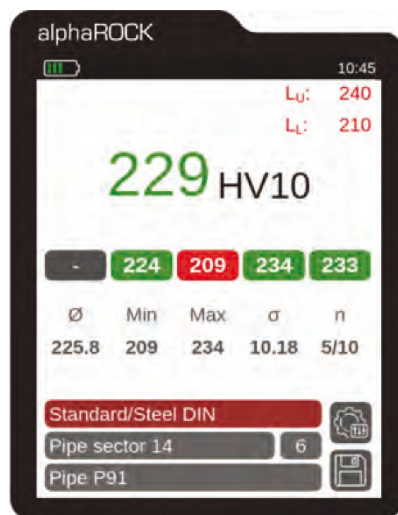 alphaROCK
10:45
LU: 240
LL: 210
229 HV10
- 224 209 234 233
Ø Min Max σ n
225.8 209 234 10.18 5/10
Standard/Steel DIN
Pipe sector 14 6
Pipe P91